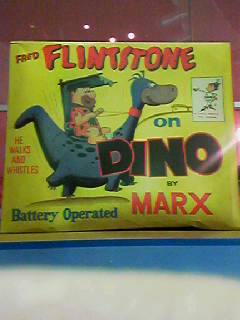 FRED FLINTSTONE
on
DINO
BY
MARX
HE
WALKS
AND
WHISTLES
Battery Operated